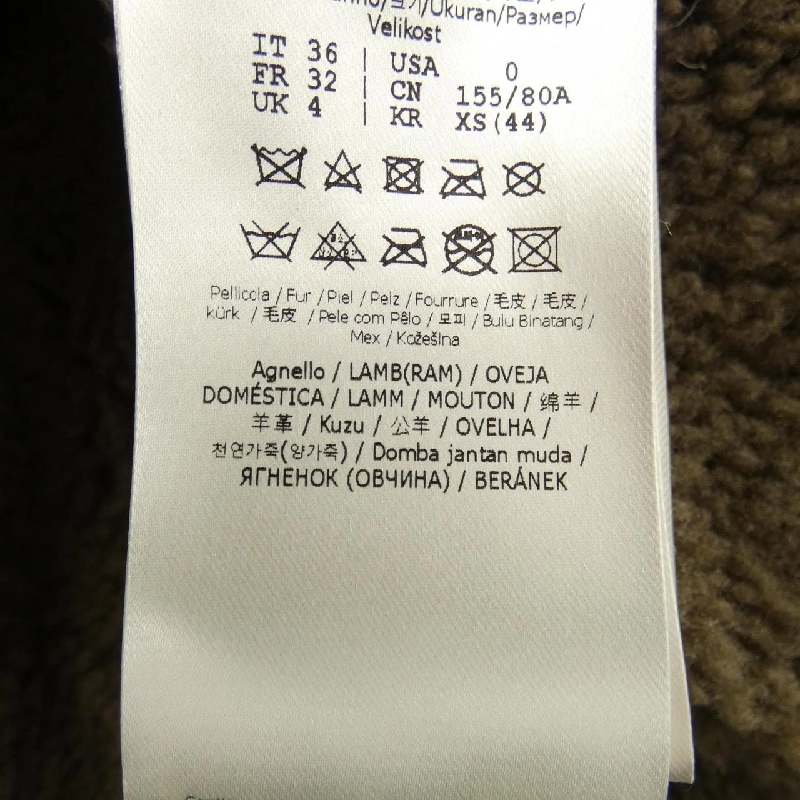 /Ukuran/Размер/
Velikost
IT 36 | USA 0
FR 32 | CN 155/80A
UK 4 | KR XS(44)
Pelliccia / Fur / Piel / Pelz / Fourrure / 毛皮 / 毛皮 /
kürk / 毛皮 / Pele com Pêlo / 모피 / Bulu Binatang /
Mex / Kožešina
Agnello / LAMB(RAM) / OVEJA
DOMÉSTICA / LAMM / MOUTON / 绵羊 /
羊革 / Kuzu / 公羊 / OVELHA /
천연가죽(양가죽) / Domba jantan muda /
ЯГНЕНОК (ОВЧИНА) / BERÁNEK